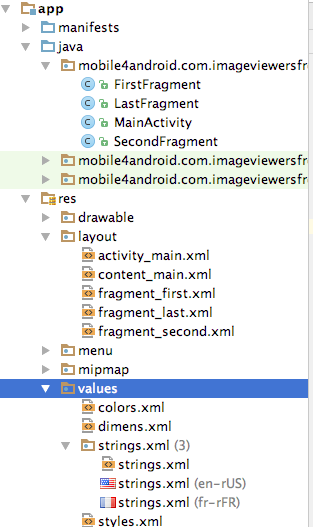 app
manifests
java
mobile4android.com.imageviewersfr
C FirstFragment
C LastFragment
C MainActivity
C SecondFragment
mobile4android.com.imageviewersfr
mobile4android.com.imageviewersfr
res
drawable
layout
activity_main.xml
content_main.xml
fragment_first.xml
fragment_last.xml
fragment_second.xml
menu
mipmap
values
colors.xml
dimens.xml
strings.xml (3)
strings.xml
strings.xml (en-rUS)
strings.xml (fr-rFR)
styles.xml